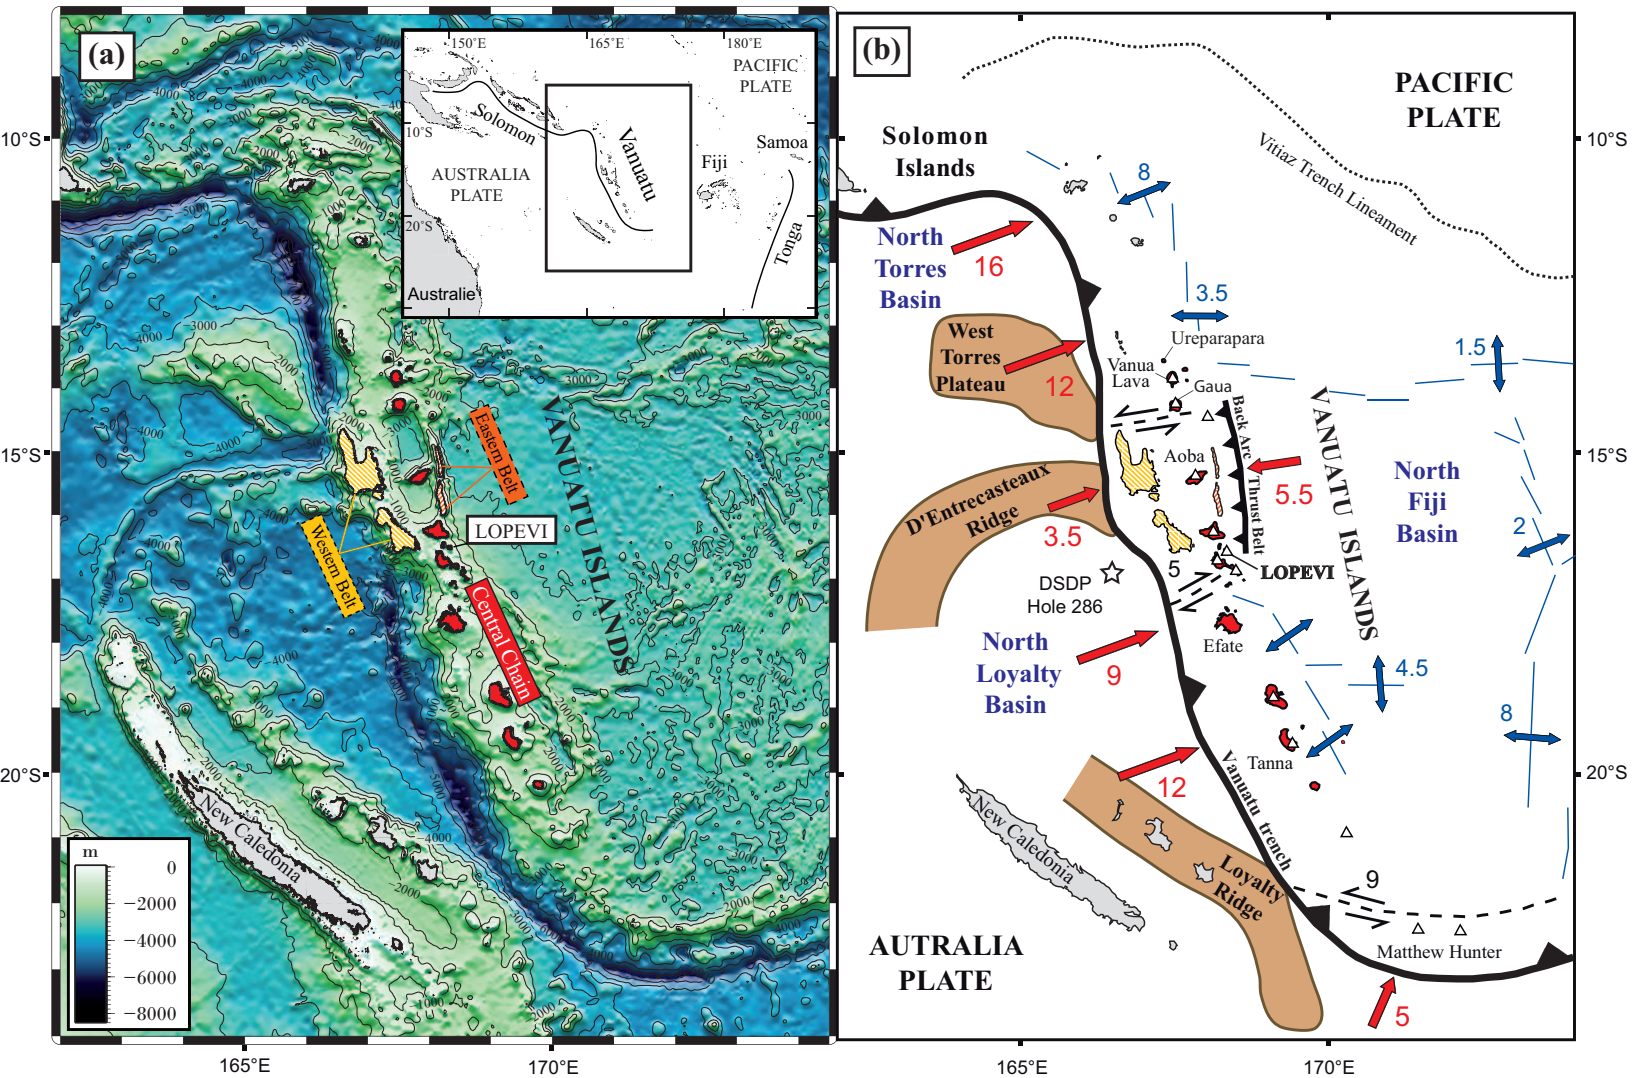 (a)
150°E
165°E
180°E
PACIFIC
PLATE
10°S
Solomon
Vanuatu
Samoa
Fiji
AUSTRALIA
PLATE
20°S
Tonga
Australie
10°S
15°S
20°S
165°E
170°E
Eastern Belt
Western Belt
LOPEVI
Central Chain
VANUATU ISLANDS
New Caledonia
m
0
−2000
−4000
−6000
−8000
(b)
PACIFIC
PLATE
Solomon
Islands
Vitiaz Trench Lineament
8
North
Torres
Basin
16
3.5
West
Torres
Plateau
12
Ureparapara
Vanua
Lava
Gaua
1.5
Back Arc Thrust Belt
Aoba
5.5
VANUATU ISLANDS
North
Fiji
Basin
D'Entrecasteaux
Ridge
3.5
2
DSDP
Hole 286
5
LOPEVI
Efate
North
Loyalty
Basin
9
4.5
8
12
Tanna
Vanuatu trench
New Caledonia
Loyalty
Ridge
9
Matthew Hunter
AUTRALIA
PLATE
5
10°S
15°S
20°S
165°E
170°E